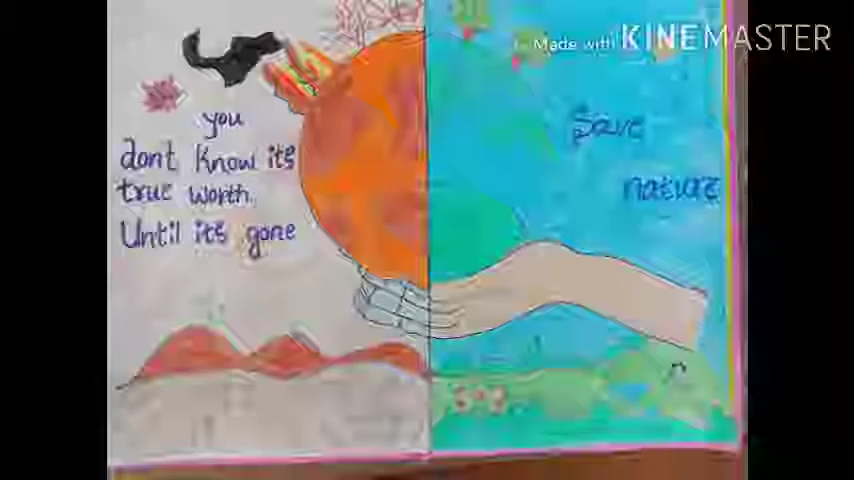 Made with KINEMASTER
you
dont know its
true worth
Until its gone
Save
nature